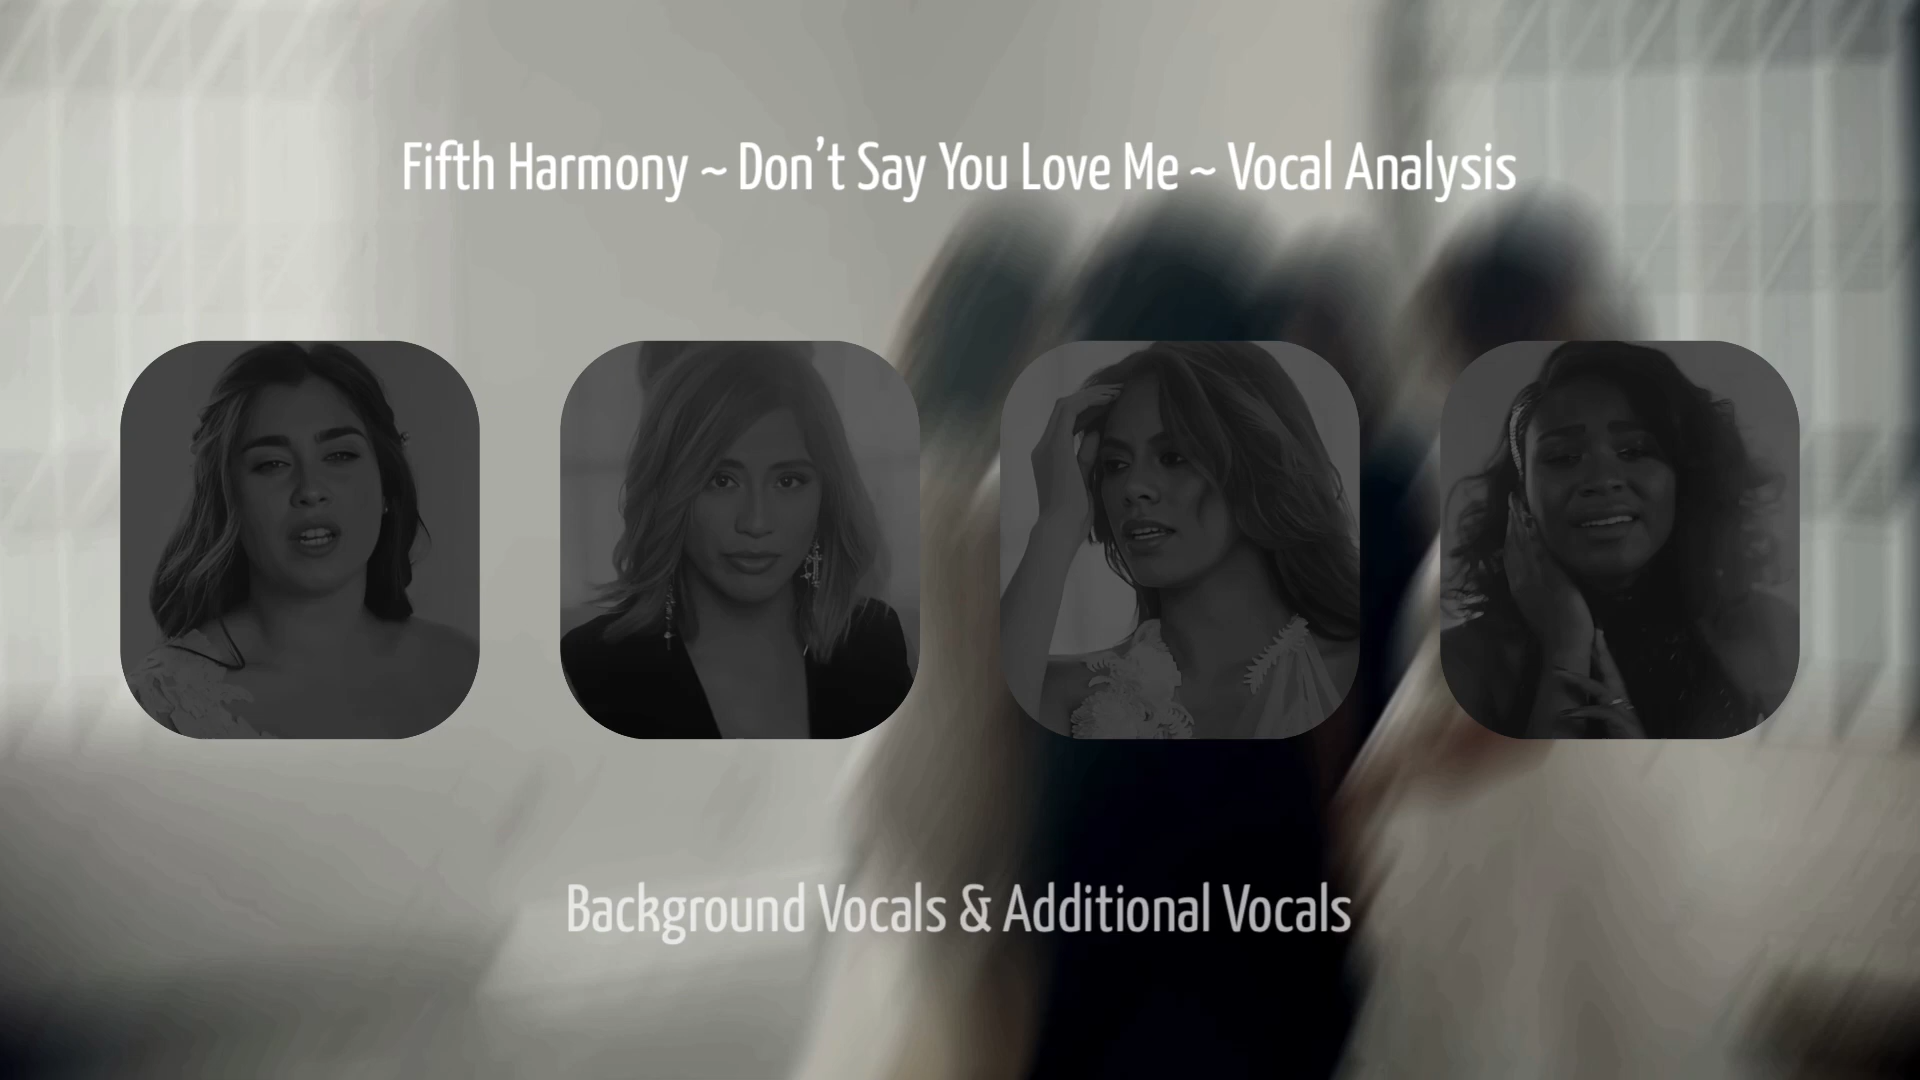 Fifth Harmony ~ Don’t Say You Love Me ~ Vocal Analysis
Background Vocals & Additional Vocals